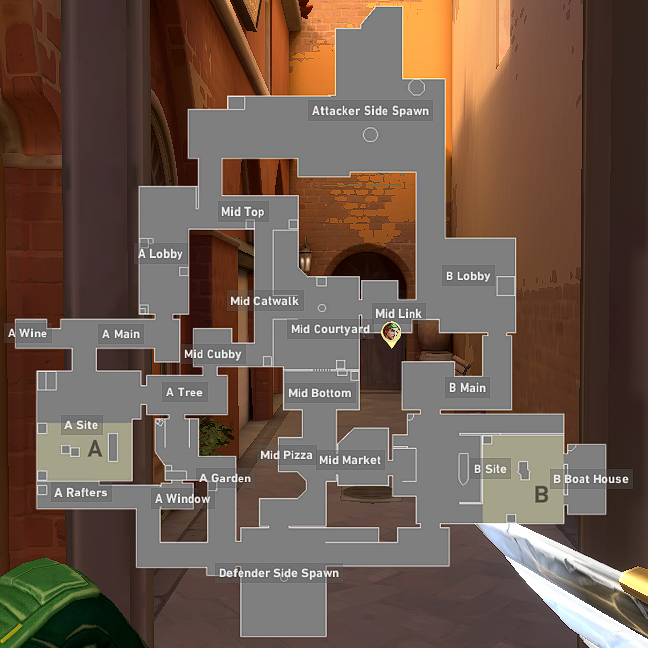 Attacker Side Spawn
Mid Top
A Lobby
B Lobby
Mid Catwalk
Mid Link
Mid Courtyard
A Wine
A Main
Mid Cubby
B Main
A Tree
Mid Bottom
A Site
A
Mid Pizza
Mid Market
B Site
A Garden
B Boat House
A Rafters
A Window
B
Defender Side Spawn